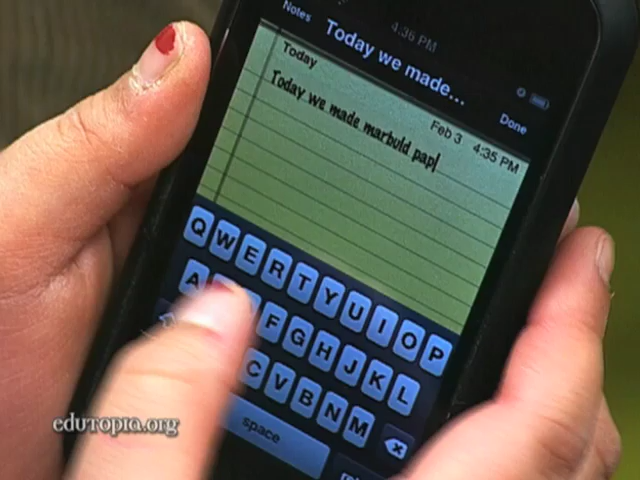 4:36 PM
Notes
Today we made...
Done
Today
Feb 3 4:35 PM
Today we made marbuld pap
Q W E R T Y U I O P
A F G H J K L
C V B N M
space
edutopia.org